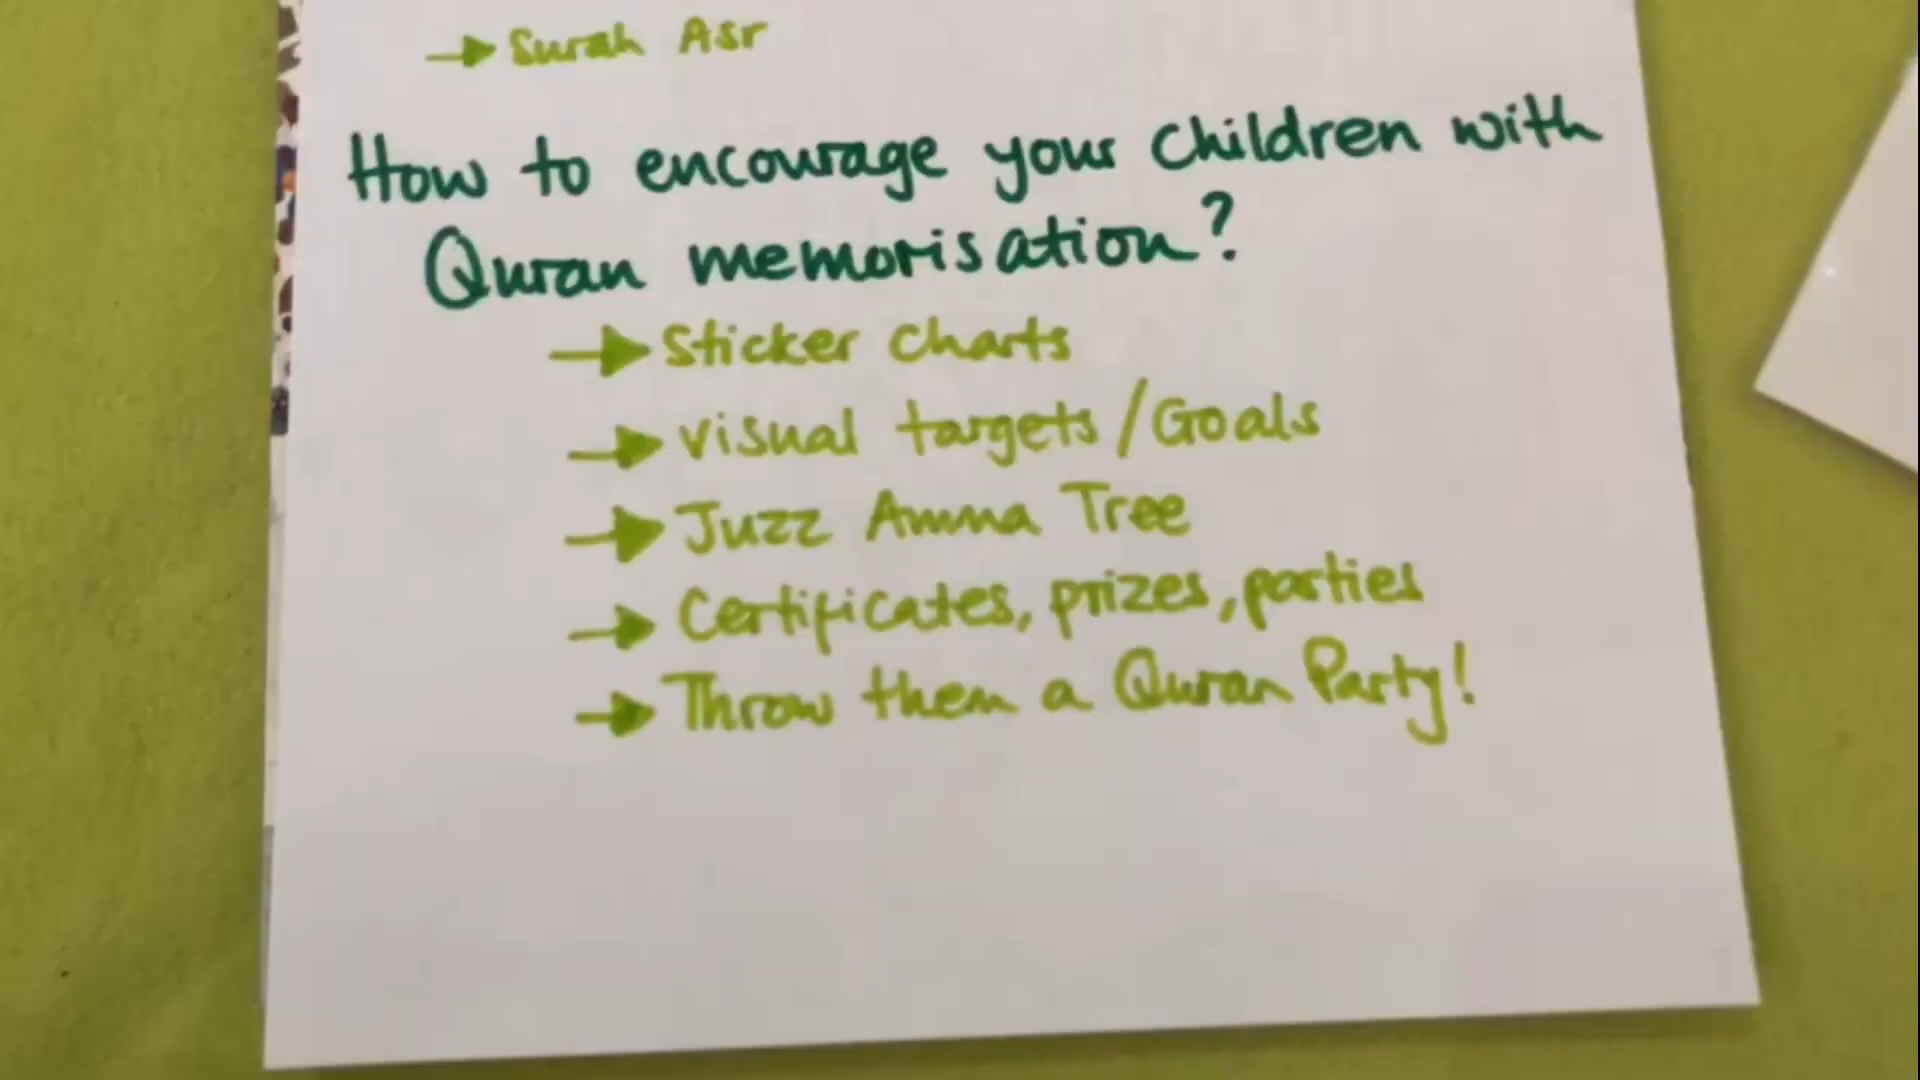 → Surah Asr
How to encourage your children with
Quran memorisation?
→ Sticker charts
→ visual targets/Goals
→ Juzz Amma Tree
→ Certificates, prizes, parties
→ Throw them a Quran Party!